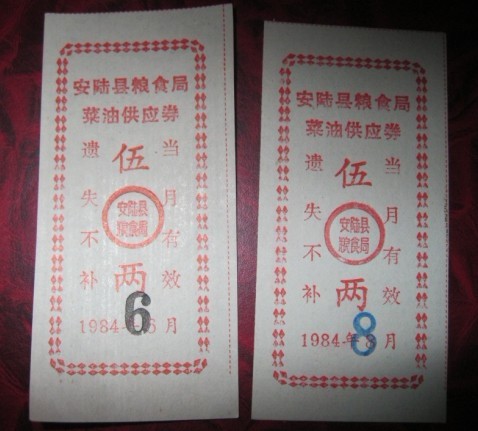 安陆县粮食局
菜油供应券
当月有效
伍两
遗失不补
安陆县
粮食局
1984年6月
6
安陆县粮食局
菜油供应券
当月有效
伍两
遗失不补
安陆县
粮食局
1984年8月
8